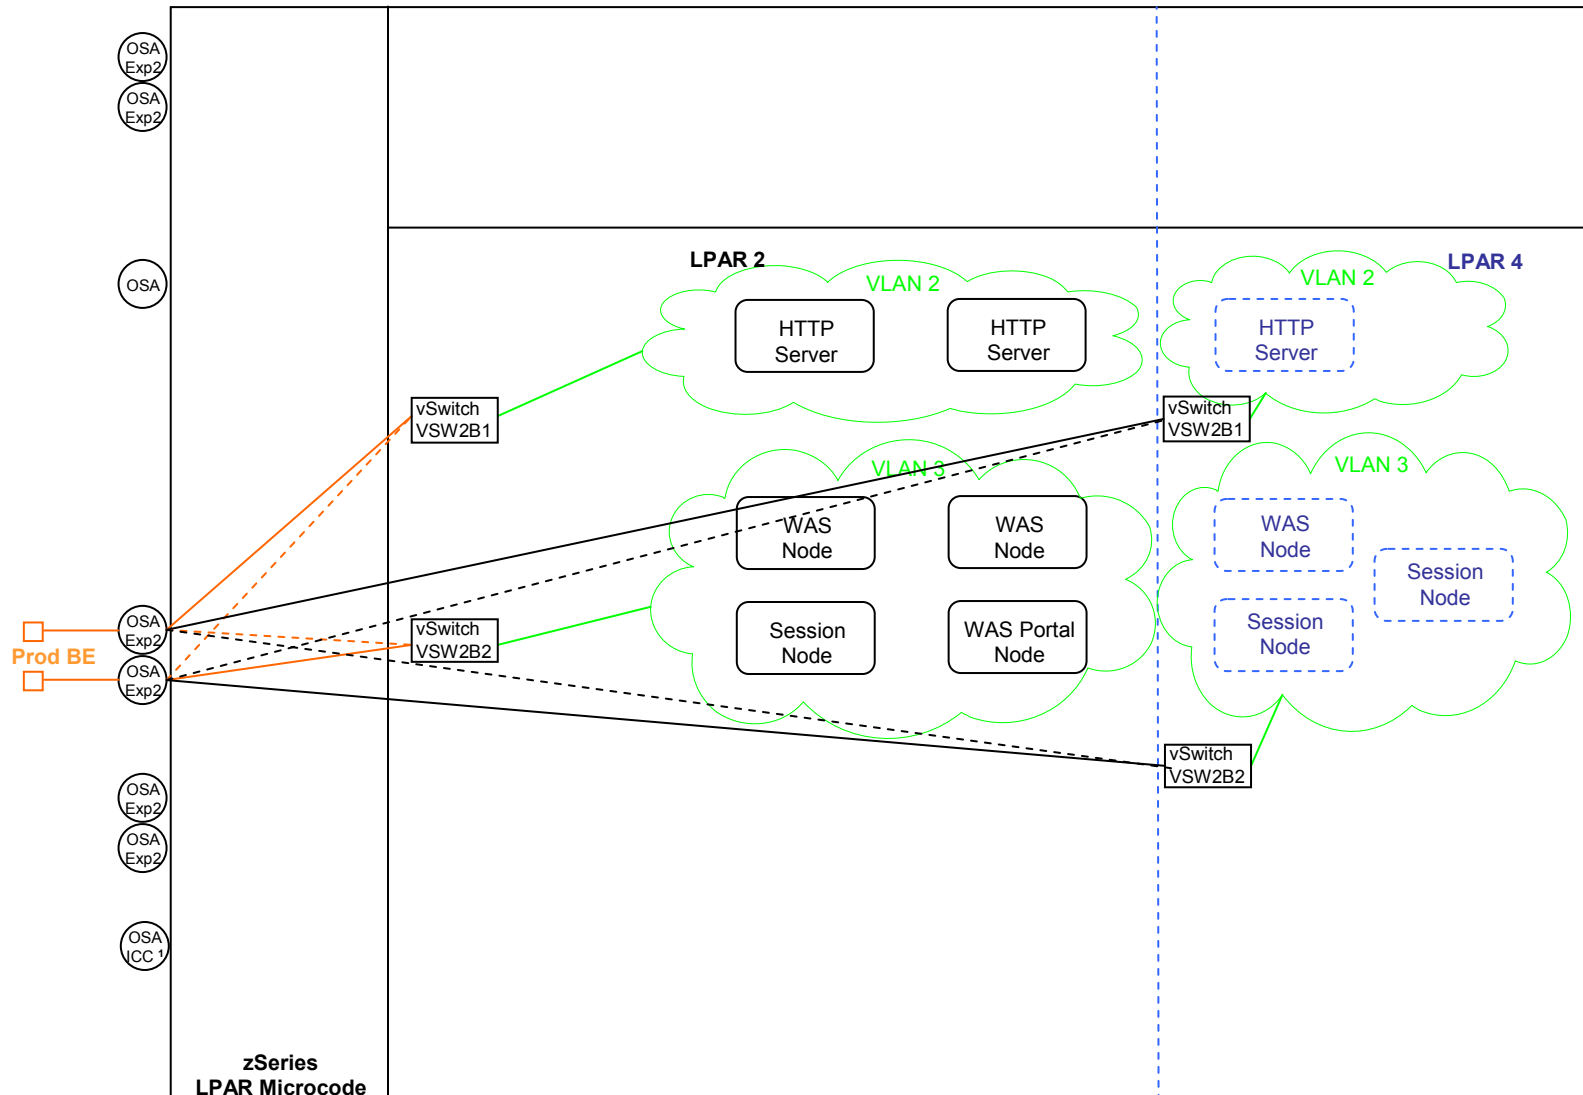 OSA
Exp2
OSA
Exp2
OSA
LPAR 2
VLAN 2
HTTP
Server
HTTP
Server
VLAN 2
LPAR 4
HTTP
Server
vSwitch
VSW2B1
vSwitch
VSW2B1
VLAN 3
WAS
Node
WAS
Node
Session
Node
WAS Portal
Node
VLAN 3
WAS
Node
Session
Node
Session
Node
OSA
Exp2
Prod BE
OSA
Exp2
vSwitch
VSW2B2
vSwitch
VSW2B2
OSA
Exp2
OSA
Exp2
OSA
ICC 1
zSeries
LPAR Microcode